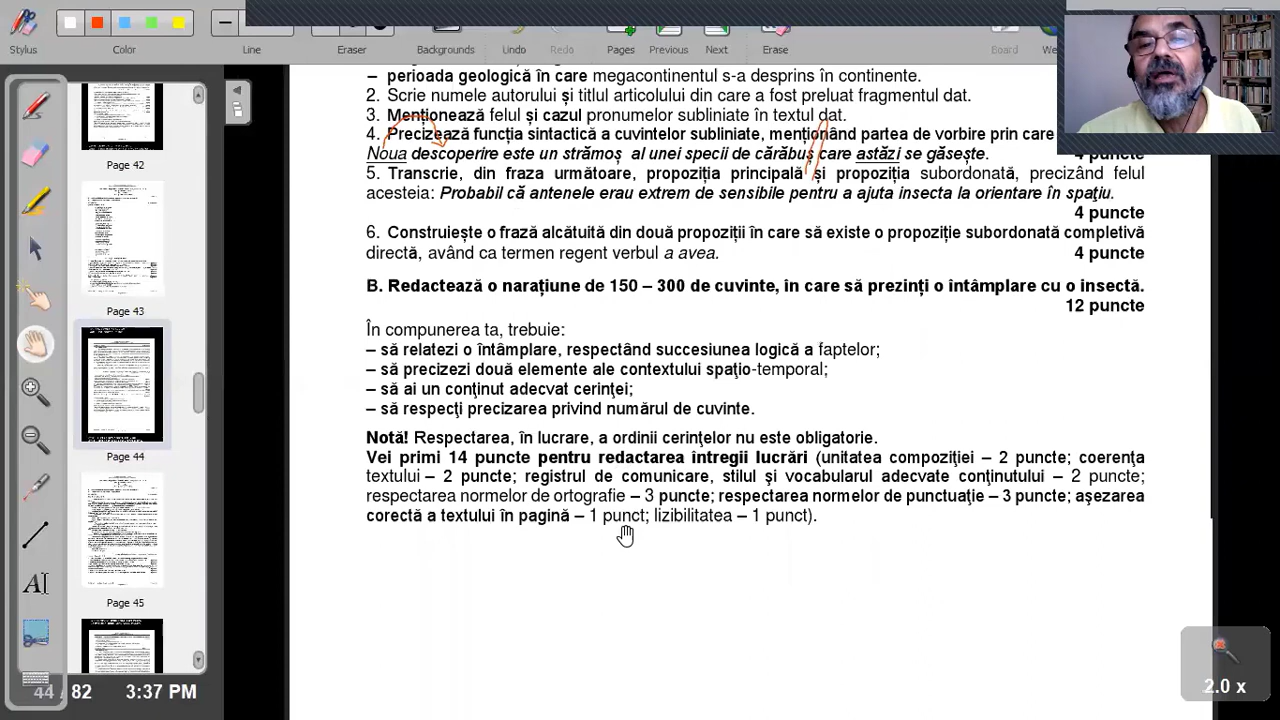 Stylus
Color
Line
Eraser
Backgrounds
Undo
Redo
Pages
Previous
Next
Erase
Board
Page 42
Page 43
Page 44
Page 45
44 / 82 3:37 PM
– perioada geologică în care megacontinentul s-a desprins în continente.
2. Scrie numele autorului și titlul articolului din care a fost preluat fragmentul dat.
3. Menționează felul și cazul pronumelor subliniate în textul dat.
4. Precizează funcția sintactică a cuvintelor subliniate, menționând partea de vorbire prin care
Noua descoperire este un strămoș al unei specii de cărăbuș care astăzi se găsește. 4 puncte
5. Transcrie, din fraza următoare, propoziția principală și propoziția subordonată, precizând felul
acesteia: Probabil că antenele erau extrem de sensibile pentru a ajuta insecta la orientare în spaţiu.
4 puncte
6. Construiește o frază alcătuită din două propoziții în care să existe o propoziție subordonată completivă
directă, având ca termen regent verbul a avea. 4 puncte
B. Redactează o narațiune de 150 – 300 de cuvinte, în care să prezinți o întâmplare cu o insectă.
12 puncte
În compunerea ta, trebuie:
– să relatezi o întâmplare, respectând succesiunea logică a faptelor;
– să precizezi două elemente ale contextului spaţio-temporal;
– să ai un conţinut adecvat cerinţei;
– să respecţi precizarea privind numărul de cuvinte.
Notă! Respectarea, în lucrare, a ordinii cerinţelor nu este obligatorie.
Vei primi 14 puncte pentru redactarea întregii lucrări (unitatea compoziţiei – 2 puncte; coerenţa
textului – 2 puncte; registrul de comunicare, stilul şi vocabularul adecvate conţinutului – 2 puncte;
respectarea normelor de ortografie – 3 puncte; respectarea normelor de punctuaţie – 3 puncte; aşezarea
corectă a textului în pagină – 1 punct; lizibilitatea – 1 punct).
2.0 x